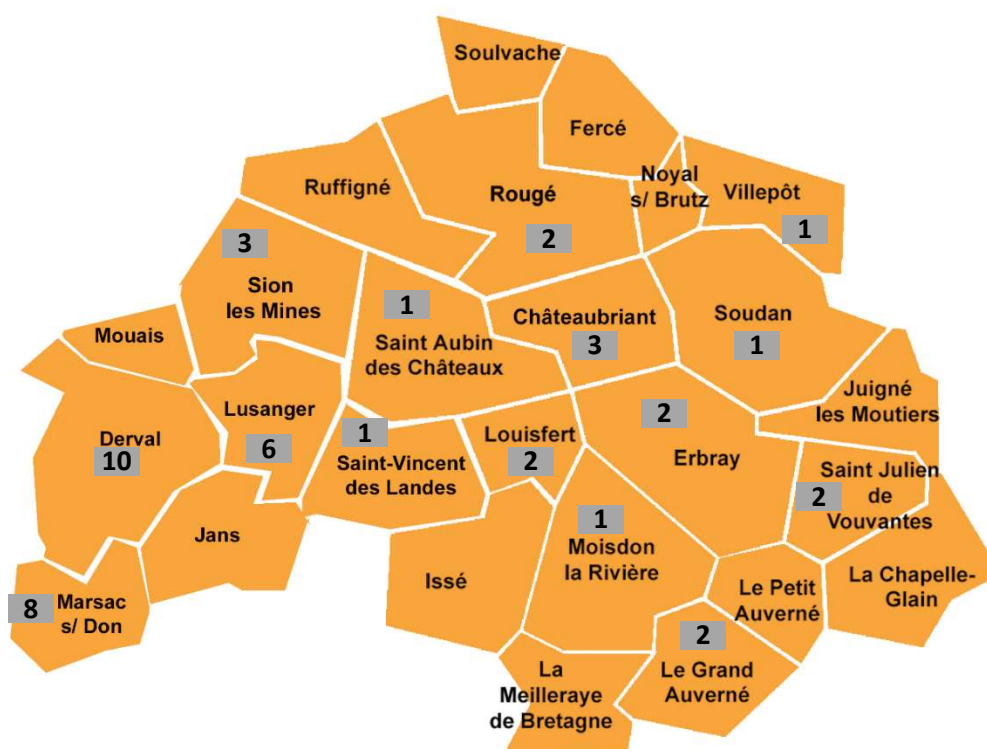 Soulvache
Fercé
Noyal
s/ Brutz
Villepôt
1
Ruffigné
Rougé
2
3
Sion
les Mines
1
Saint Aubin
des Châteaux
Châteaubriant
3
Soudan
1
Mouais
Juigné
les Moutiers
Lusanger
6
Derval
10
1
Saint-Vincent
des Landes
Louisfert
2
2
Erbray
Saint Julien
de
Vouvantes
2
Jans
Issé
1
Moisdon
la Rivière
La Chapelle-
Glain
Le Petit
Auverné
8
Marsac
s/ Don
2
Le Grand
Auverné
La
Meilleraye
de Bretagne